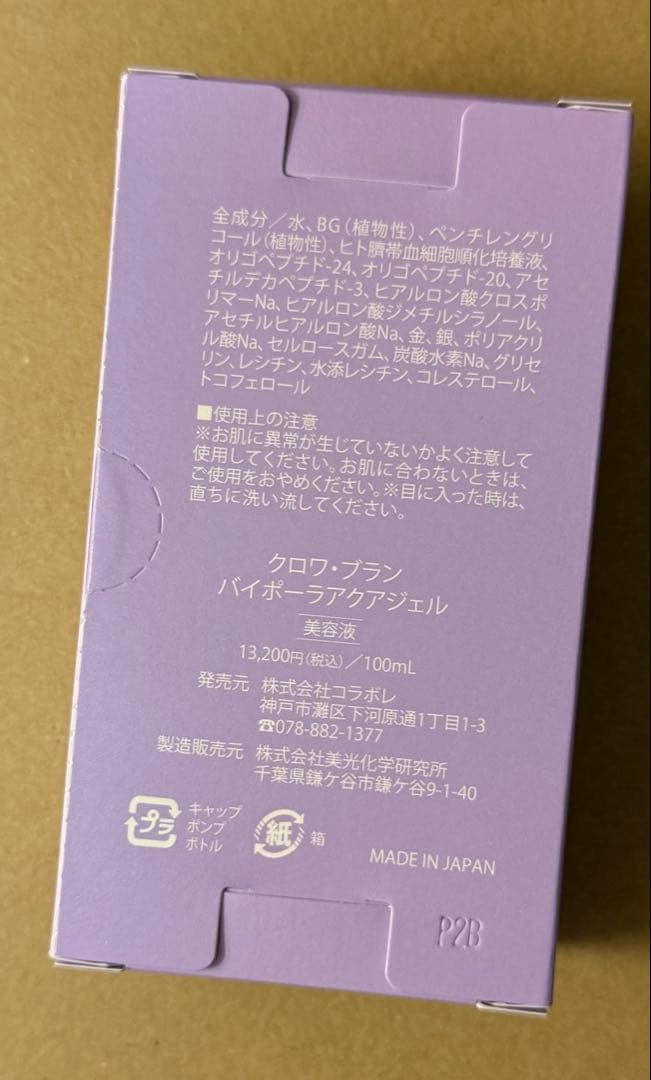 全成分／水、BG（植物性）、ペンチレングリ
コール（植物性）、ヒト臍帯血細胞順化培養液、
オリゴペプチド-24、オリゴペプチド-20、アセ
チルデカペプチド-3、ヒアルロン酸クロスポ
リマーNa、ヒアルロン酸ジメチルシラノール、
アセチルヒアルロン酸Na、金、銀、ポリアクリ
ル酸Na、セルロースガム、炭酸水素Na、グリセ
リン、レシチン、水添レシチン、コレステロール、
トコフェロール
■使用上の注意
※お肌に異常が生じていないかよく注意して
使用してください。お肌に合わないときは、
ご使用をおやめください。※目に入った時は、
直ちに洗い流してください。
クロワ・ブラン
バイポーラアクアジェル
美容液
13,200円（税込）／100mL
発売元 株式会社コラボレ
神戸市灘区下河原通1丁目1-3
☎078-882-1377
製造販売元 株式会社美光化学研究所
千葉県鎌ケ谷市鎌ケ谷9-1-40
プラ キャップ
ポンプ
ボトル
紙 箱
MADE IN JAPAN
P2B